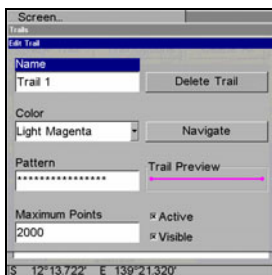 Screen...
Trails
Edit Trail
Name
Trail 1
Delete Trail
Color
Light Magenta
Navigate
Pattern
****************
Trail Preview
Maximum Points
2000
Active
Visible
S 12°13.722' E 139°21.320'